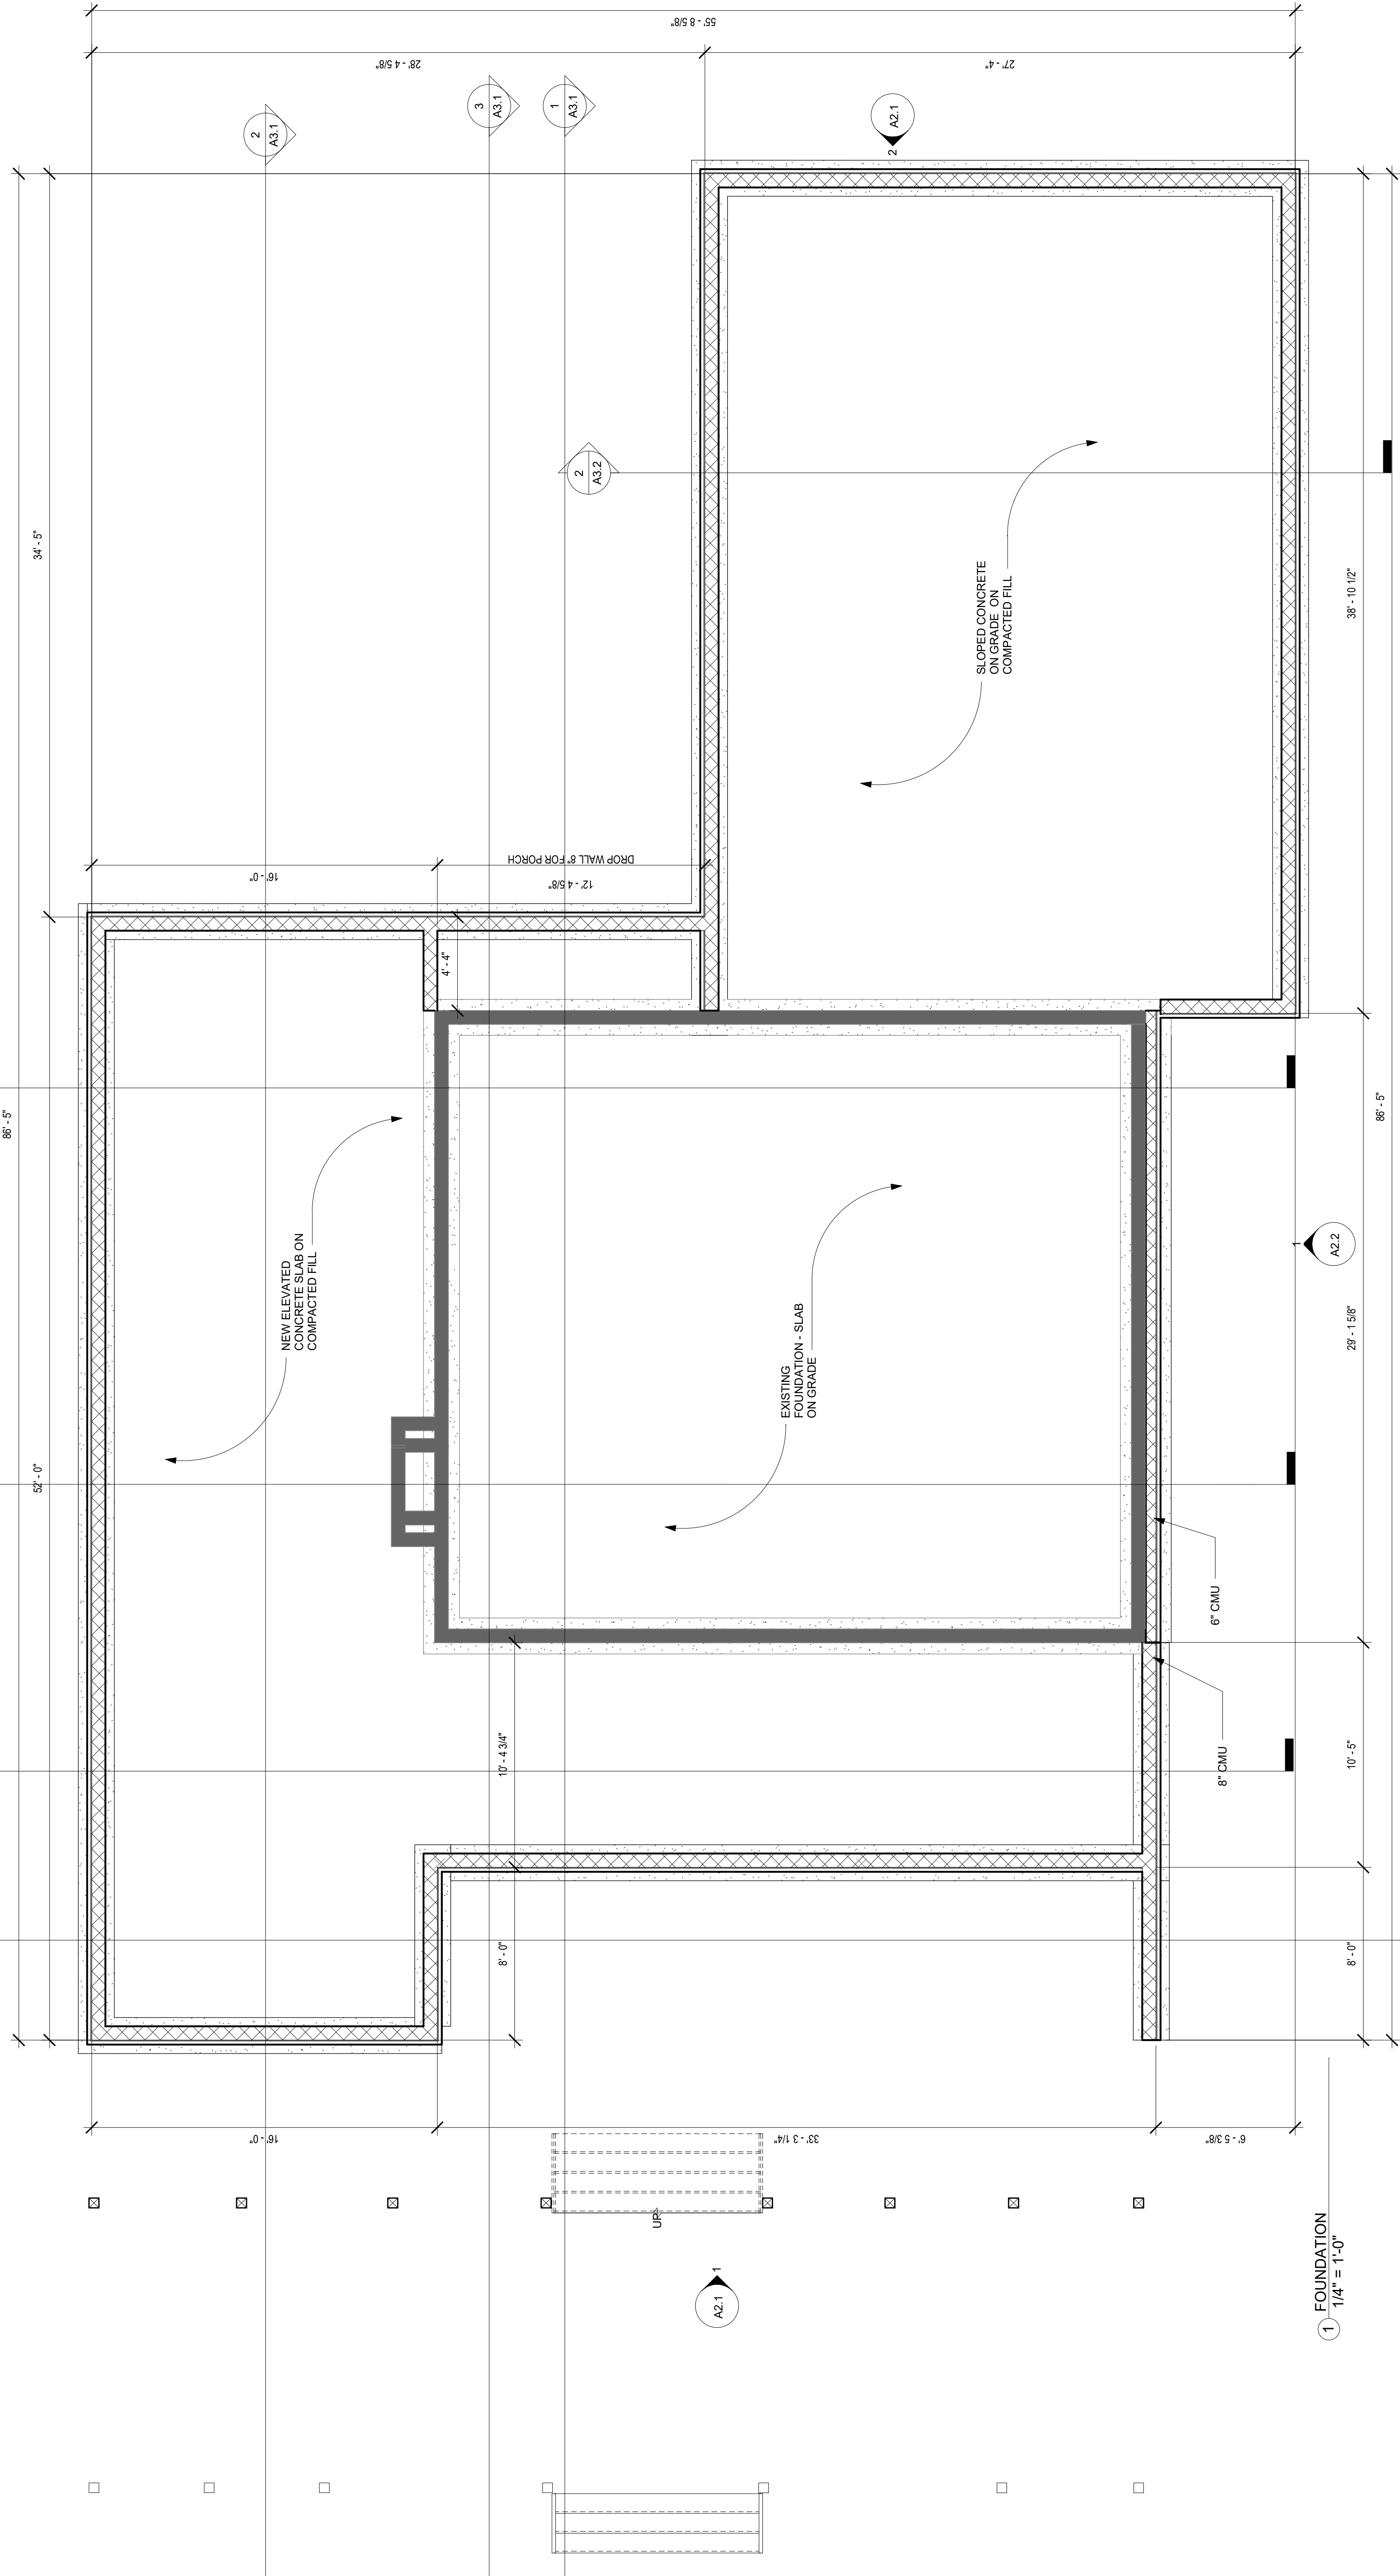 55' - 8 5/8"
28' - 4 5/8"
27' - 4"
2
A3.1
3
A3.1
1
A3.1
2
A2.1
34' - 5"
2
A3.2
SLOPED CONCRETE
ON GRADE ON
COMPACTED FILL
38' - 10 1/2"
16' - 0"
DROP WALL 8" FOR PORCH
12' - 4 5/8"
4' - 4"
86' - 5"
86' - 5"
NEW ELEVATED
CONCRETE SLAB ON
COMPACTED FILL
1
A2.2
29' - 1 5/8"
EXISTING
FOUNDATION - SLAB
ON GRADE
52' - 0"
6" CMU
8" CMU
10' - 4 3/4"
10' - 5"
8' - 0"
8' - 0"
16' - 0"
33' - 3 1/4"
6' - 5 3/8"
UP
1
A2.1
1
FOUNDATION
1/4" = 1'-0"